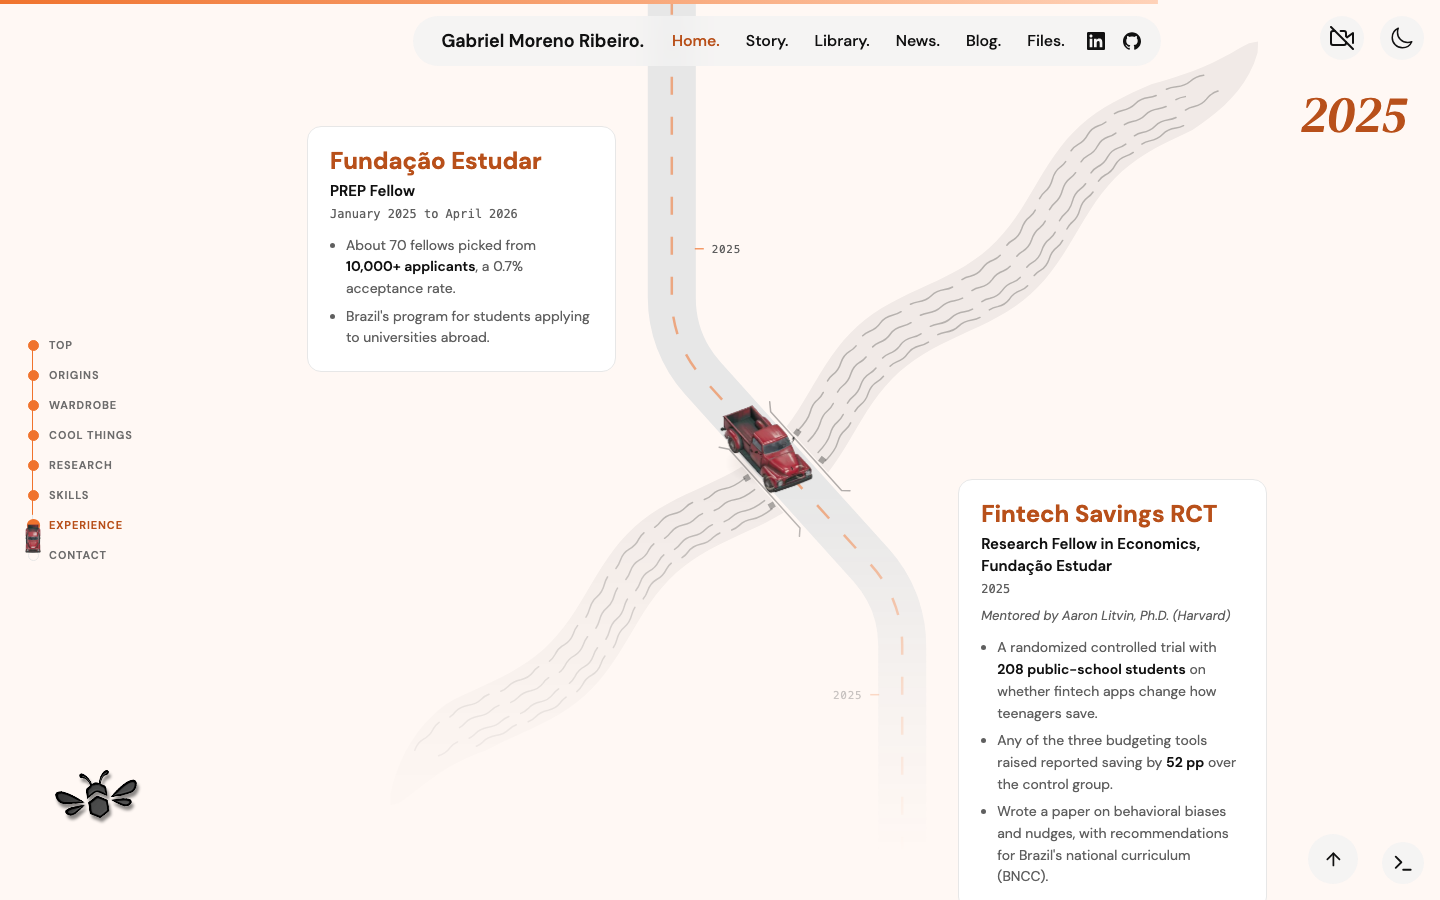 Gabriel Moreno Ribeiro. Home. Story. Library. News. Blog. Files.
2025
Fundação Estudar
PREP Fellow
January 2025 to April 2026
About 70 fellows picked from
10,000+ applicants, a 0.7%
acceptance rate.
Brazil's program for students applying
to universities abroad.
2025
TOP
ORIGINS
WARDROBE
COOL THINGS
RESEARCH
SKILLS
EXPERIENCE
CONTACT
Fintech Savings RCT
Research Fellow in Economics,
Fundação Estudar
2025
Mentored by Aaron Litvin, Ph.D. (Harvard)
A randomized controlled trial with
208 public-school students on
whether fintech apps change how
teenagers save.
Any of the three budgeting tools
raised reported saving by 52 pp over
the control group.
Wrote a paper on behavioral biases
and nudges, with recommendations
for Brazil's national curriculum
(BNCC).
2025